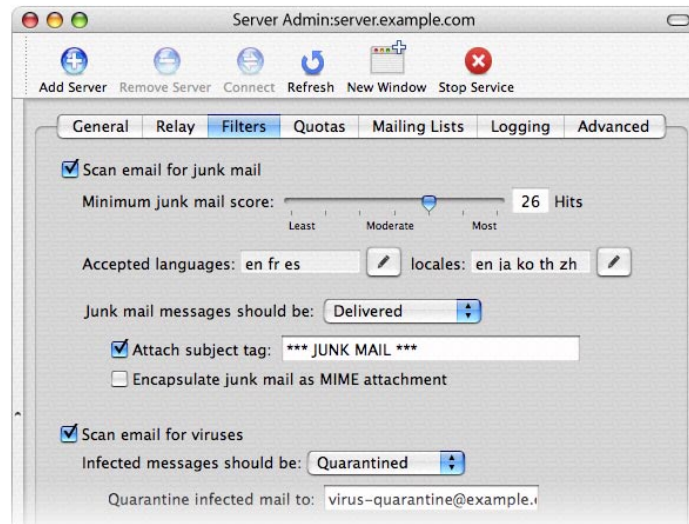 Server Admin:server.example.com
Add Server Remove Server Connect Refresh New Window Stop Service
General Relay Filters Quotas Mailing Lists Logging Advanced
Scan email for junk mail
Minimum junk mail score: 26 Hits
Least Moderate Most
Accepted languages: en fr es locales: en ja ko th zh
Junk mail messages should be: Delivered
Attach subject tag: *** JUNK MAIL ***
Encapsulate junk mail as MIME attachment
Scan email for viruses
Infected messages should be: Quarantined
Quarantine infected mail to: virus-quarantine@example.